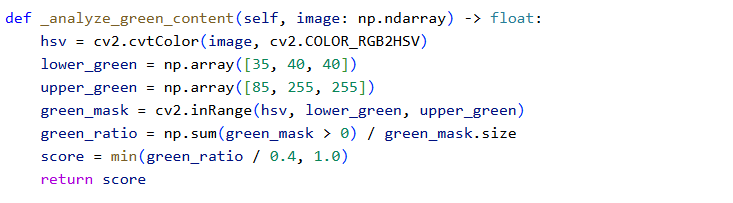 def _analyze_green_content(self, image: np.ndarray) -> float:
    hsv = cv2.cvtColor(image, cv2.COLOR_RGB2HSV)
    lower_green = np.array([35, 40, 40])
    upper_green = np.array([85, 255, 255])
    green_mask = cv2.inRange(hsv, lower_green, upper_green)
    green_ratio = np.sum(green_mask > 0) / green_mask.size
    score = min(green_ratio / 0.4, 1.0)
    return score